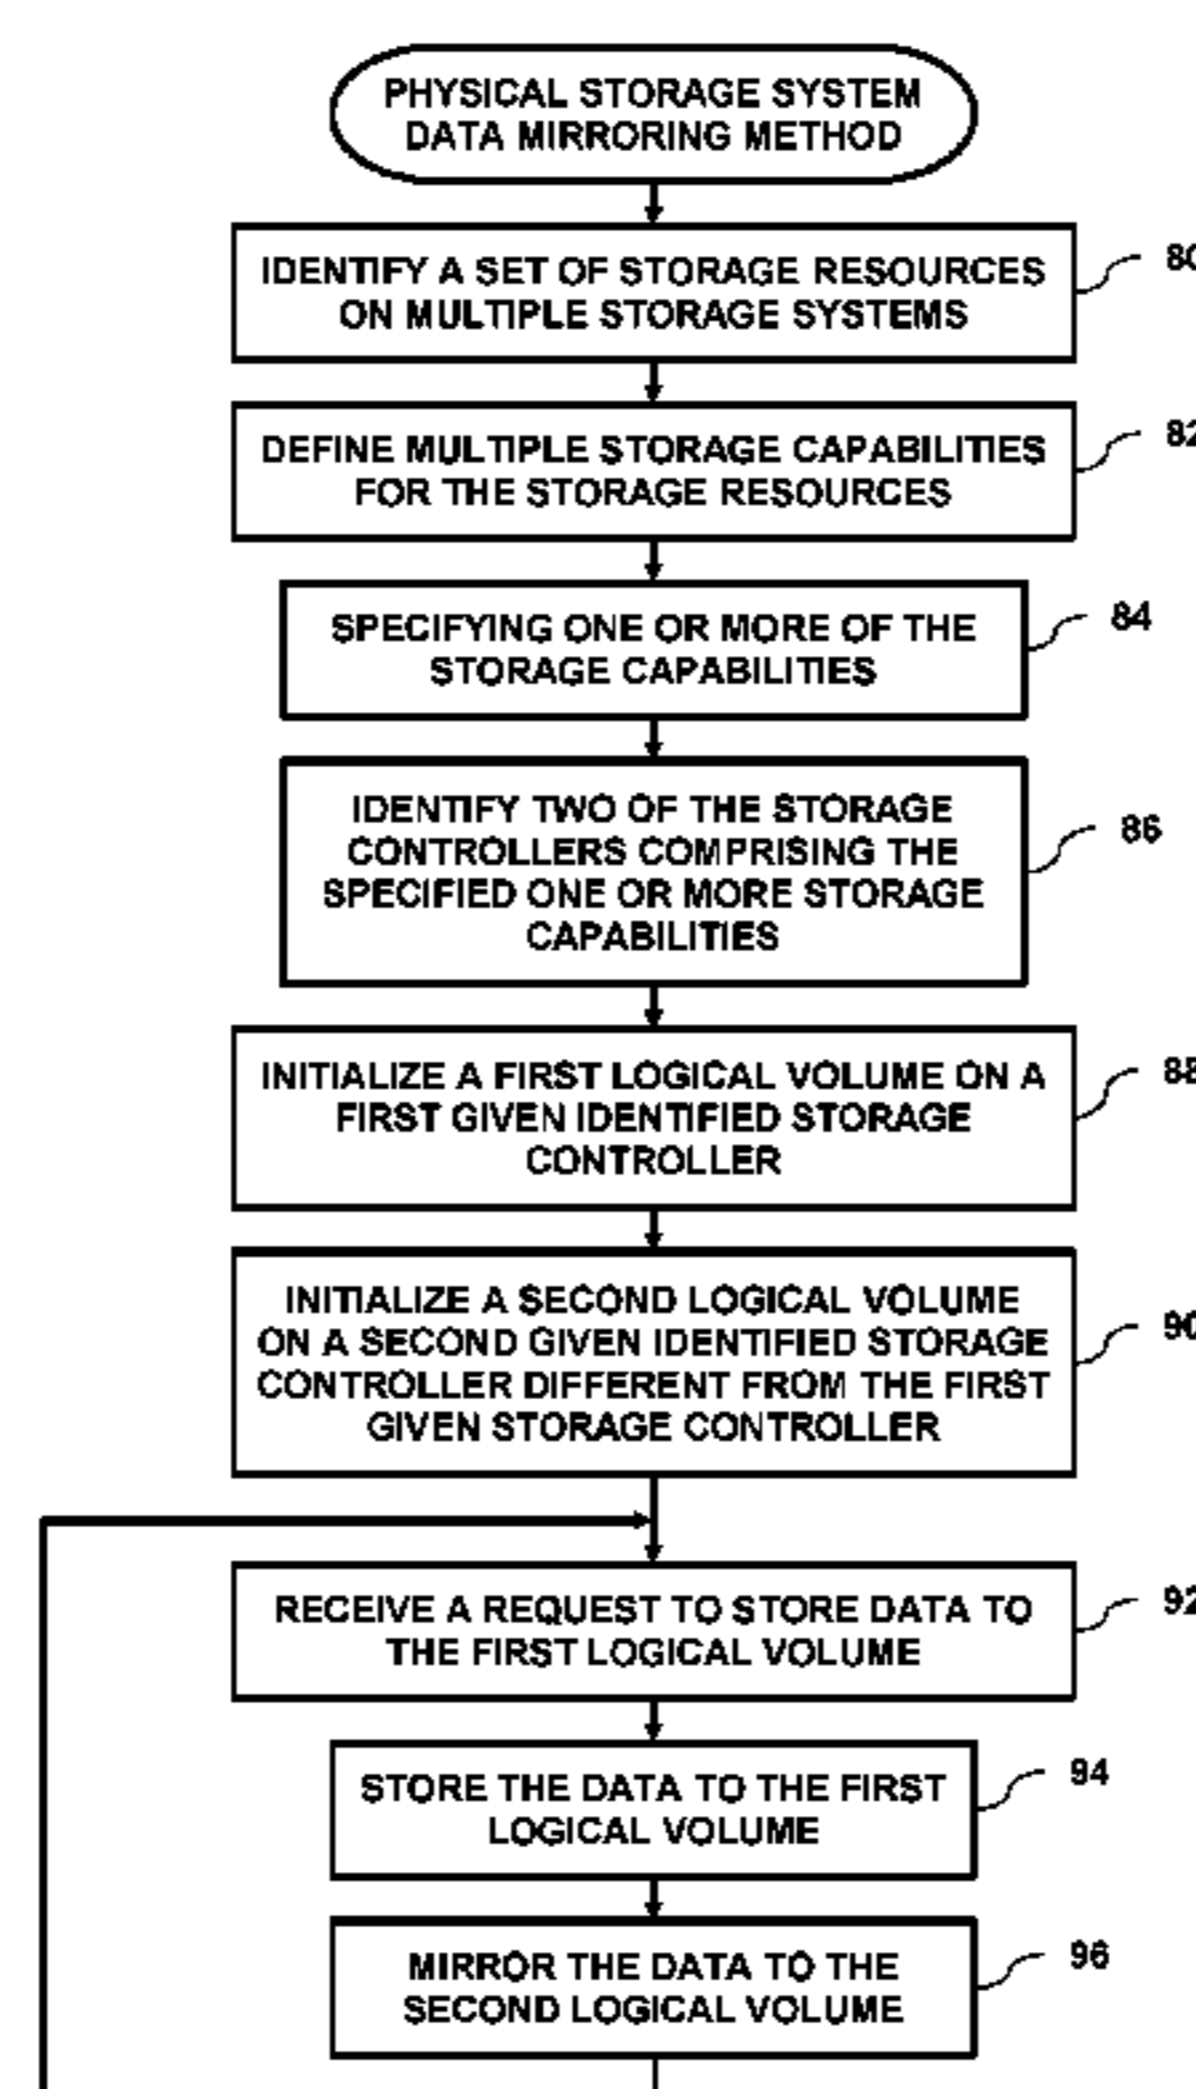 PHYSICAL STORAGE SYSTEM
DATA MIRRORING METHOD
IDENTIFY A SET OF STORAGE RESOURCES
ON MULTIPLE STORAGE SYSTEMS
80
DEFINE MULTIPLE STORAGE CAPABILITIES
FOR THE STORAGE RESOURCES
82
SPECIFYING ONE OR MORE OF THE
STORAGE CAPABILITIES
84
IDENTIFY TWO OF THE STORAGE
CONTROLLERS COMPRISING THE
SPECIFIED ONE OR MORE STORAGE
CAPABILITIES
86
INITIALIZE A FIRST LOGICAL VOLUME ON A
FIRST GIVEN IDENTIFIED STORAGE
CONTROLLER
88
INITIALIZE A SECOND LOGICAL VOLUME
ON A SECOND GIVEN IDENTIFIED STORAGE
CONTROLLER DIFFERENT FROM THE FIRST
GIVEN STORAGE CONTROLLER
90
RECEIVE A REQUEST TO STORE DATA TO
THE FIRST LOGICAL VOLUME
92
STORE THE DATA TO THE FIRST
LOGICAL VOLUME
94
MIRROR THE DATA TO THE
SECOND LOGICAL VOLUME
96